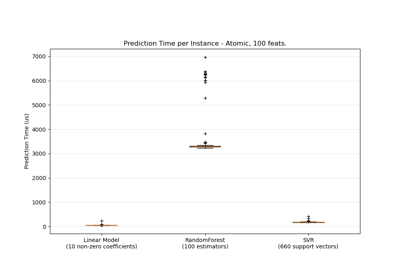 Prediction Time per Instance - Atomic, 100 feats.
7000
6000
5000
4000
3000
2000
1000
0
Prediction Time (us)
Linear Model RandomForest SVR
(10 non-zero coefficients) (100 estimators) (660 support vectors)